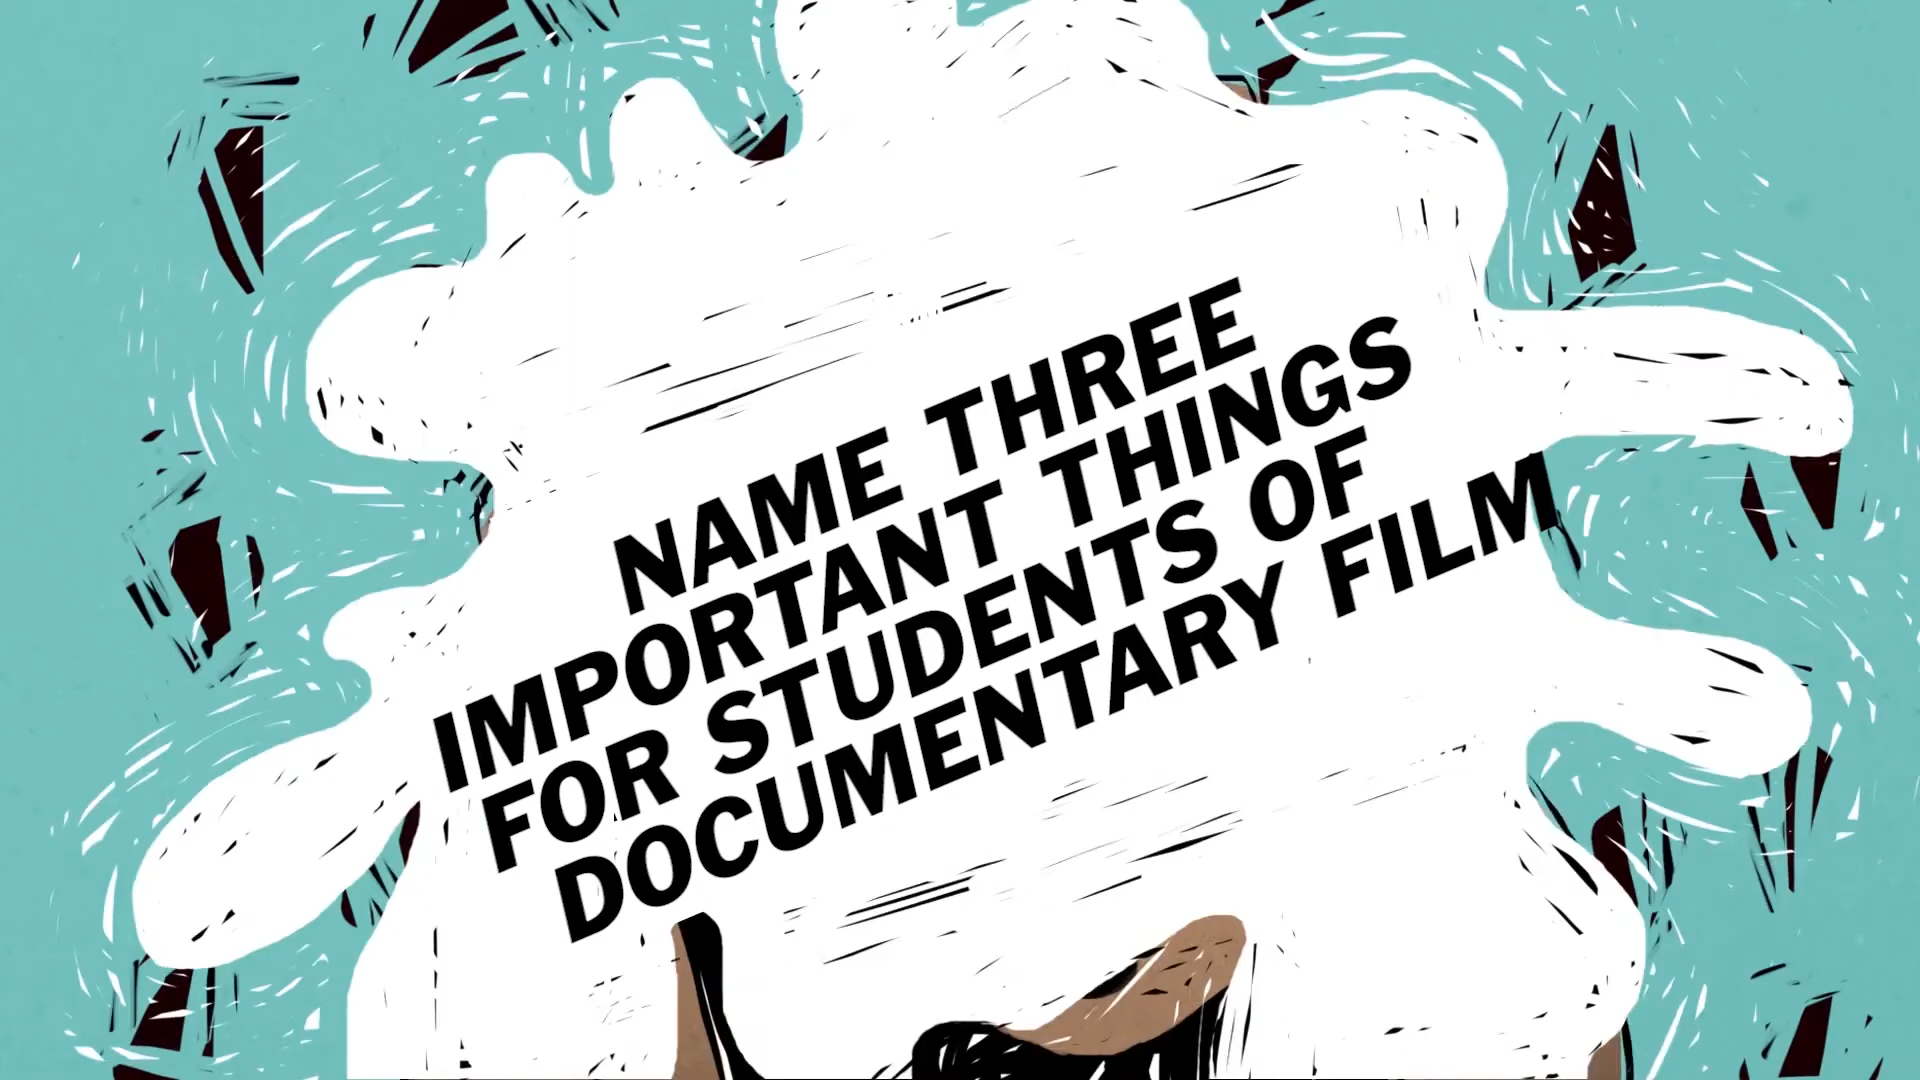 NAME THREE
IMPORTANT THINGS
FOR STUDENTS OF
DOCUMENTARY FILM